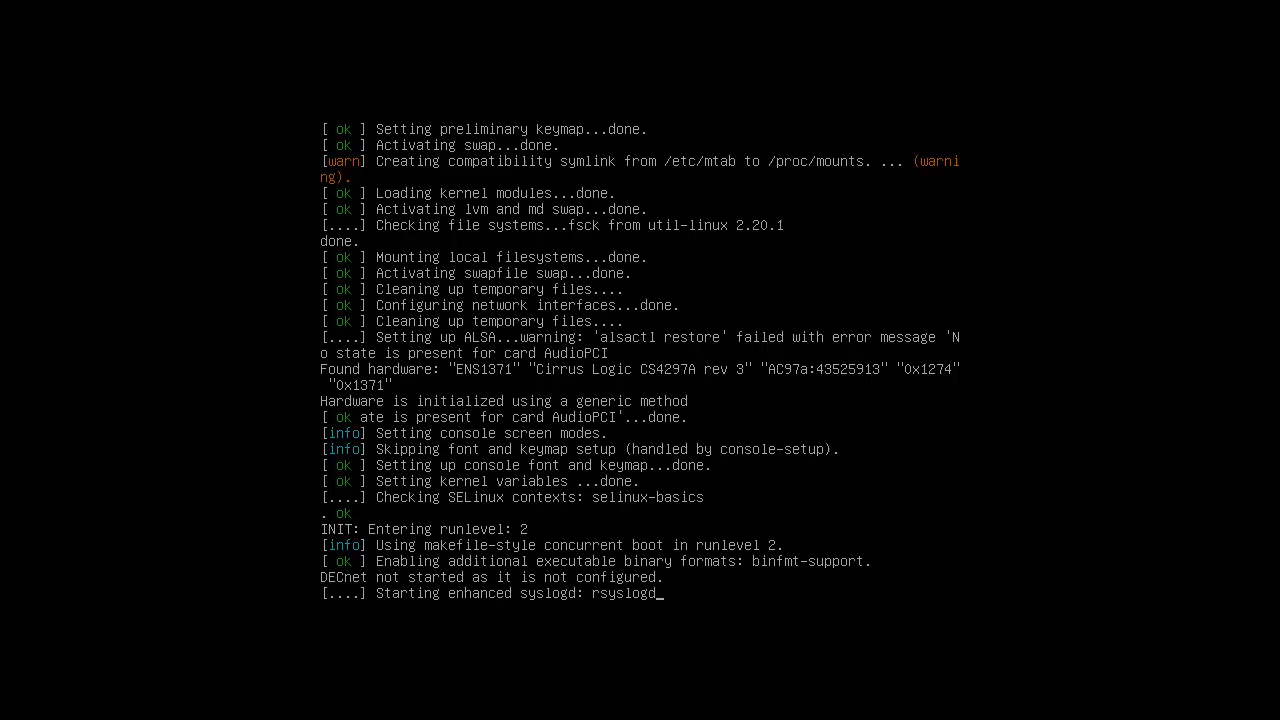 [ ok ] Setting preliminary keymap...done.
[ ok ] Activating swap...done.
[warn] Creating compatibility symlink from /etc/mtab to /proc/mounts. ... (warni
ng).
[ ok ] Loading kernel modules...done.
[ ok ] Activating lvm and md swap...done.
[....] Checking file systems...fsck from util-linux 2.20.1
done.
[ ok ] Mounting local filesystems...done.
[ ok ] Activating swapfile swap...done.
[ ok ] Cleaning up temporary files....
[ ok ] Configuring network interfaces...done.
[ ok ] Cleaning up temporary files....
[....] Setting up ALSA...warning: 'alsactl restore' failed with error message 'N
o state is present for card AudioPCI
Found hardware: "ENS1371" "Cirrus Logic CS4297A rev 3" "AC97a:43525913" "0x1274"
 "0x1371"
Hardware is initialized using a generic method
[ ok ate is present for card AudioPCI'...done.
[info] Setting console screen modes.
[info] Skipping font and keymap setup (handled by console-setup).
[ ok ] Setting up console font and keymap...done.
[ ok ] Setting kernel variables ...done.
[....] Checking SELinux contexts: selinux-basics
. ok
INIT: Entering runlevel: 2
[info] Using makefile-style concurrent boot in runlevel 2.
[ ok ] Enabling additional executable binary formats: binfmt-support.
DECnet not started as it is not configured.
[....] Starting enhanced syslogd: rsyslogd_